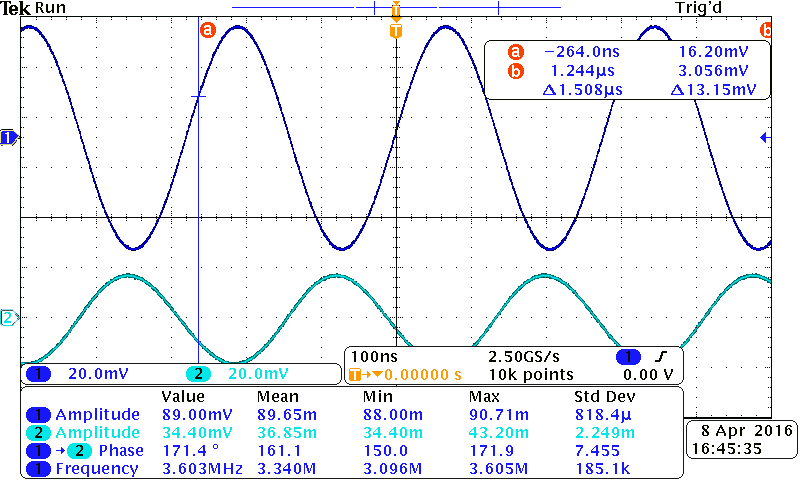 Tek Run Trig'd
a T b
T
a −264.0ns 16.20mV
b 1.244μs 3.056mV
Δ1.508μs Δ13.15mV
1
2
1 20.0mV 2 20.0mV
100ns 2.50GS/s 1
T→▼0.00000 s 10k points 0.00 V
Value Mean Min Max Std Dev
1 Amplitude 89.00mV 89.65m 88.00m 90.71m 818.4μ
2 Amplitude 34.40mV 36.85m 34.40m 43.20m 2.249m
1 → 2 Phase 171.4 ° 161.1 150.0 171.9 7.455
1 Frequency 3.603MHz 3.340M 3.096M 3.605M 185.1k
8 Apr 2016
16:45:35